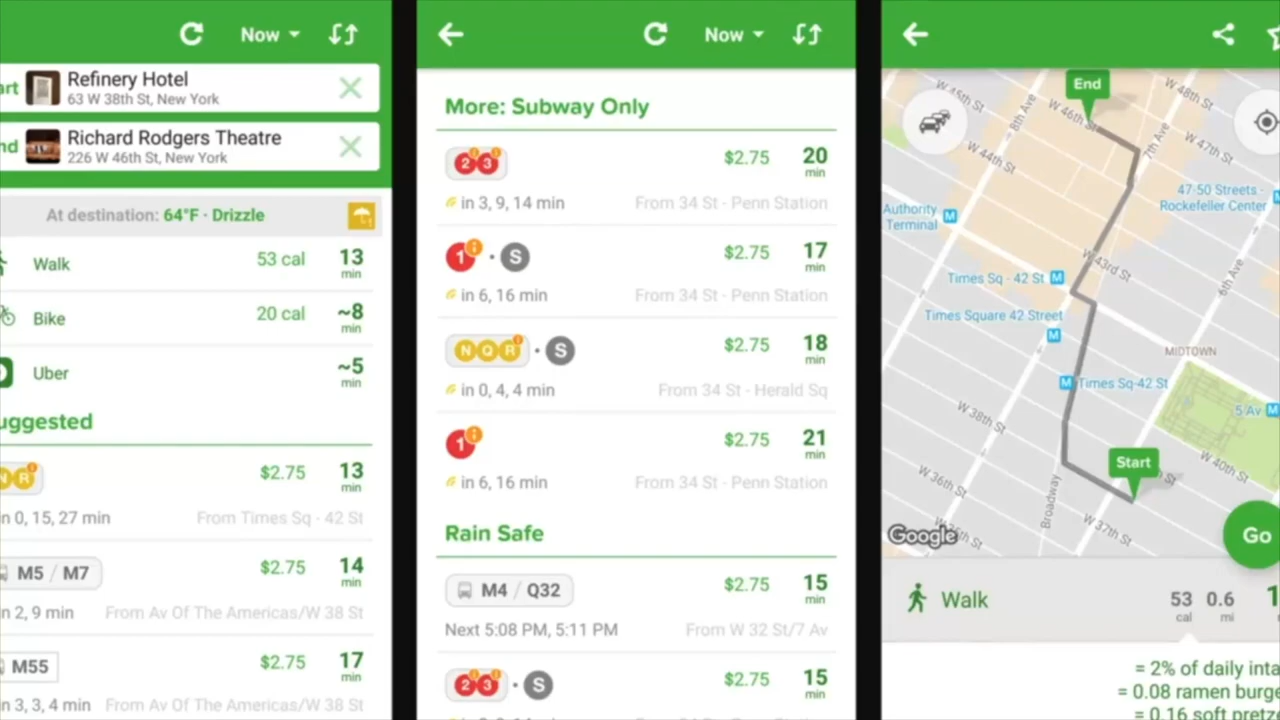 Now
art
Refinery Hotel
63 W 38th St, New York
nd
Richard Rodgers Theatre
226 W 46th St, New York
At destination: 64°F · Drizzle
Walk 53 cal 13 min
Bike 20 cal ~8 min
Uber ~5 min
uggested
N R $2.75 13 min
n 0, 15, 27 min From Times Sq - 42 St
M5 / M7 $2.75 14 min
n 2, 9 min From Av Of The Americas/W 38 St
M55 $2.75 17 min
n 3, 3, 4 min From Av Of The Americas/W 38 St
Now
More: Subway Only
2 3 $2.75 20 min
in 3, 9, 14 min From 34 St - Penn Station
1 · S $2.75 17 min
in 6, 16 min From 34 St - Penn Station
N Q R · S $2.75 18 min
in 0, 4, 4 min From 34 St - Herald Sq
1 $2.75 21 min
in 6, 16 min From 34 St - Penn Station
Rain Safe
M4 / Q32 $2.75 15 min
Next 5:08 PM, 5:11 PM From W 32 St/7 Av
2 3 · S $2.75 15 min
End
W 45th St
8th Ave
W 46th St
W 48th St
7th Ave
W 47th St
W 44th St
47-50 Streets -
Rockefeller Center
Authority
Terminal
M
W 43rd St
6th Ave
Times Sq - 42 St M
Times Square 42 Street
M
MIDTOWN
M Times Sq-42 St
5 Av M
W 38th St
Start
W 40th St
W 36th St
Broadway
W 37th St
Google
Go
Walk 53 cal 0.6 mi 1
= 2% of daily inta
= 0.08 ramen burge
= 0.16 soft pretz